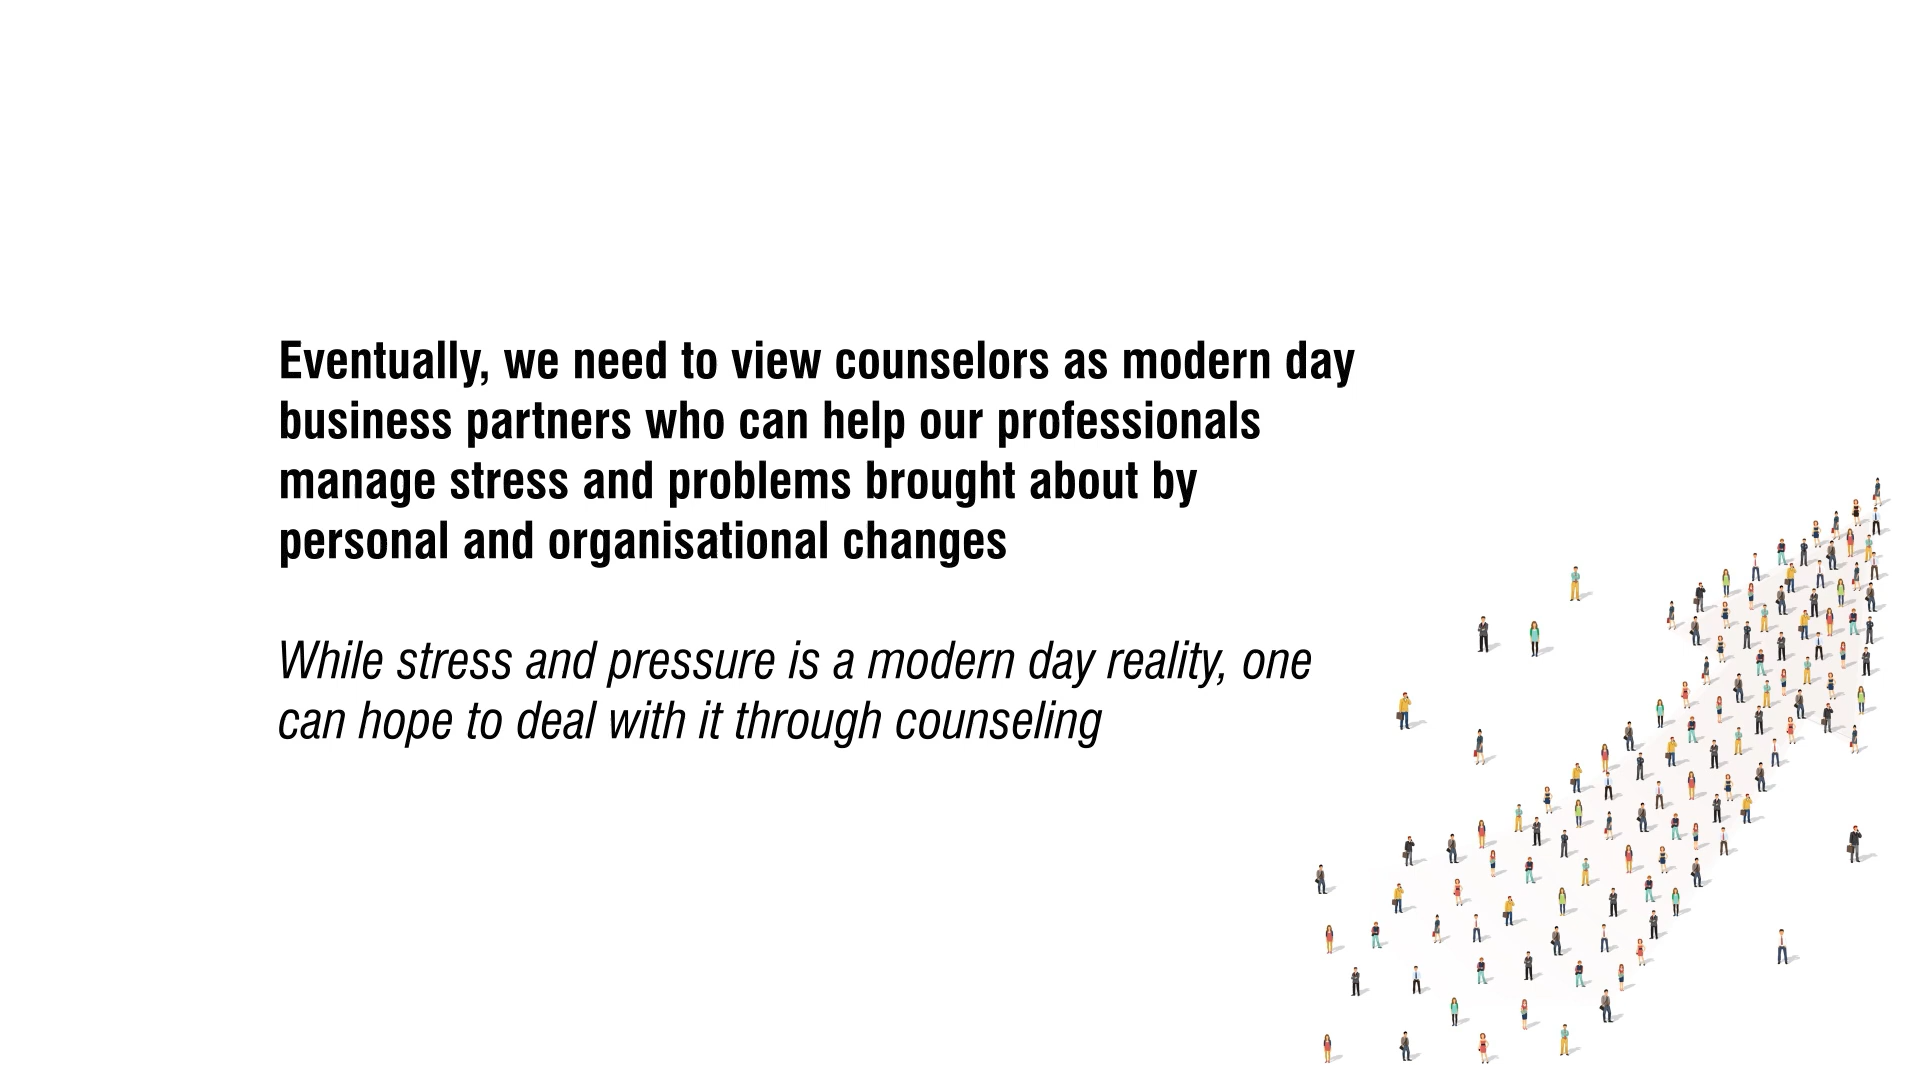 Eventually, we need to view counselors as modern day
business partners who can help our professionals
manage stress and problems brought about by
personal and organisational changes
While stress and pressure is a modern day reality, one
can hope to deal with it through counseling